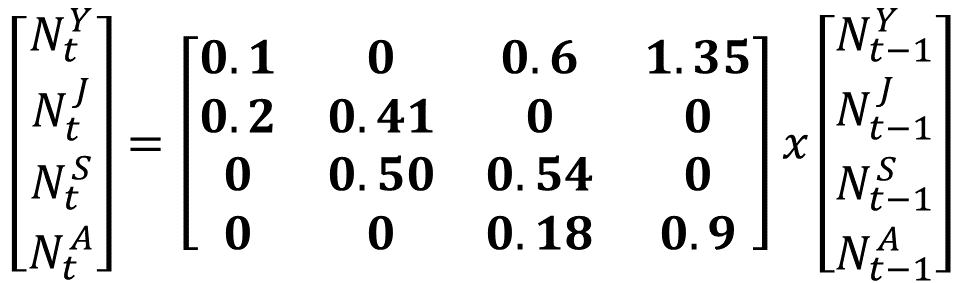 N_t^Y 0.1 0 0.6 1.35 N_{t-1}^Y
N_t^J 0.2 0.41 0 0 N_{t-1}^J
= x
N_t^S 0 0.50 0.54 0 N_{t-1}^S
N_t^A 0 0 0.18 0.9 N_{t-1}^A